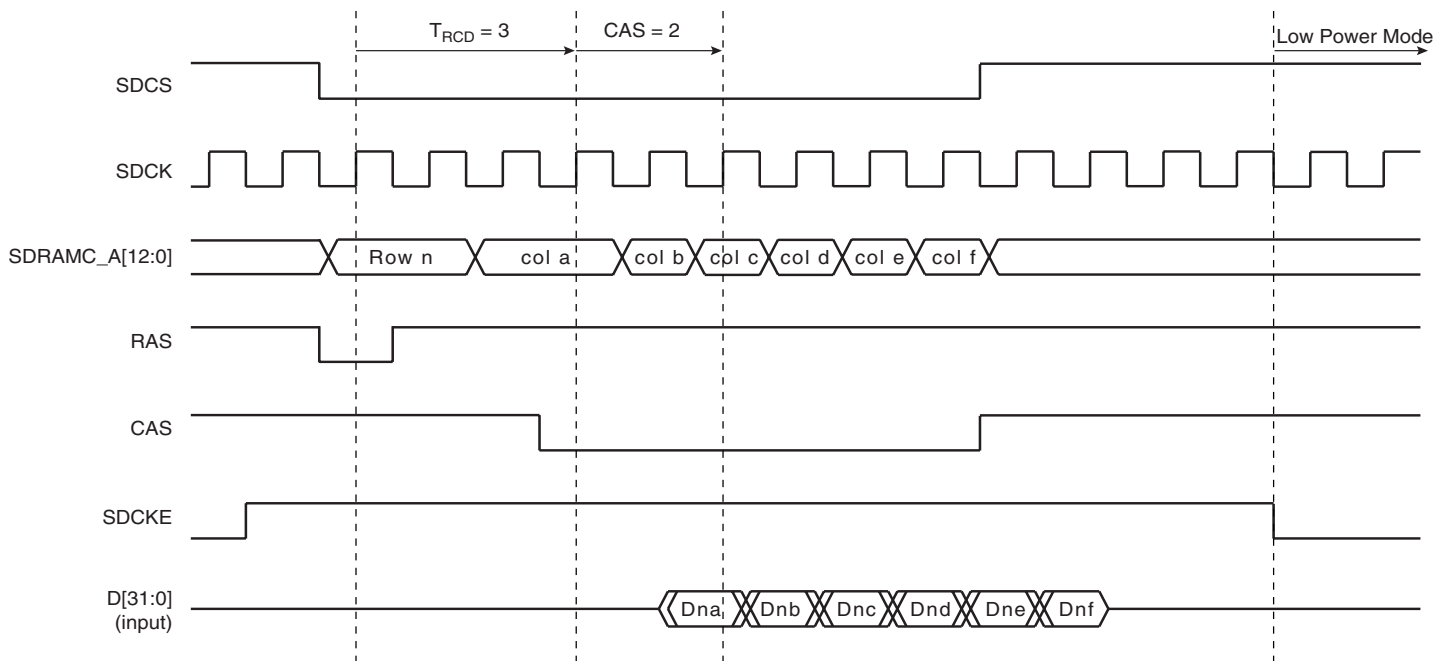 T_RCD = 3
CAS = 2
Low Power Mode
SDCS
SDCK
SDRAMC_A[12:0]
Row n
col a
col b
col c
col d
col e
col f
RAS
CAS
SDCKE
D[31:0]
(input)
Dna
Dnb
Dnc
Dnd
Dne
Dnf